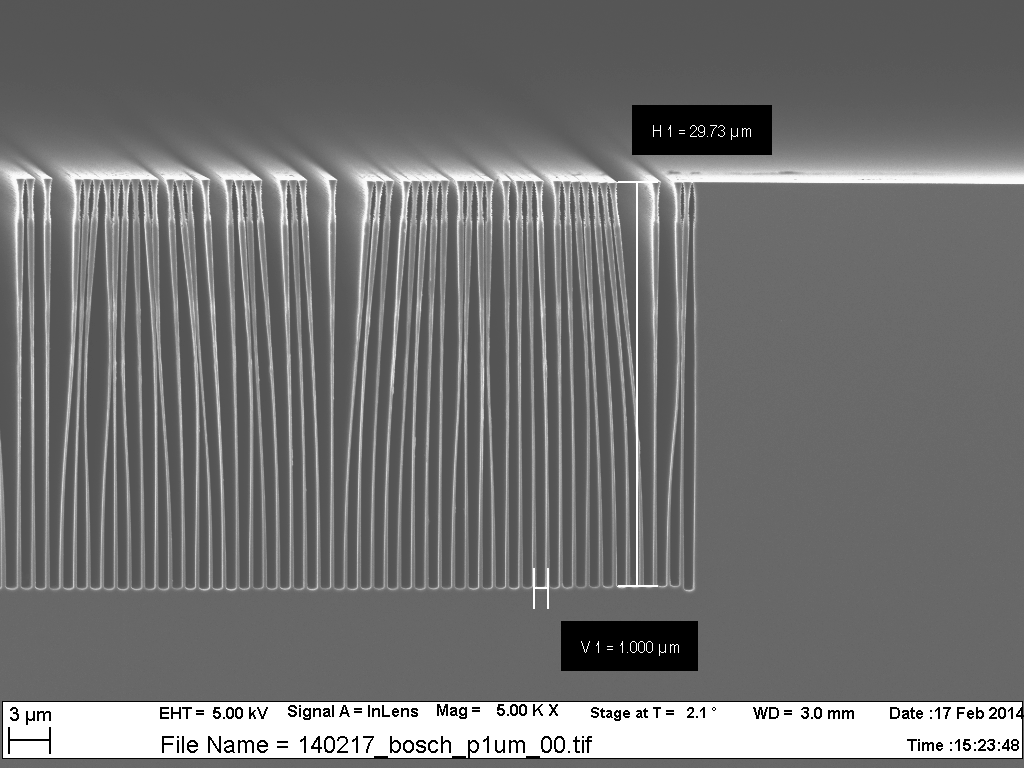 H 1 = 29.73 µm
V 1 = 1.000 µm
3 µm EHT = 5.00 kV Signal A = InLens Mag = 5.00 K X Stage at T = 2.1 ° WD = 3.0 mm Date :17 Feb 2014
File Name = 140217_bosch_p1um_00.tif Time :15:23:48